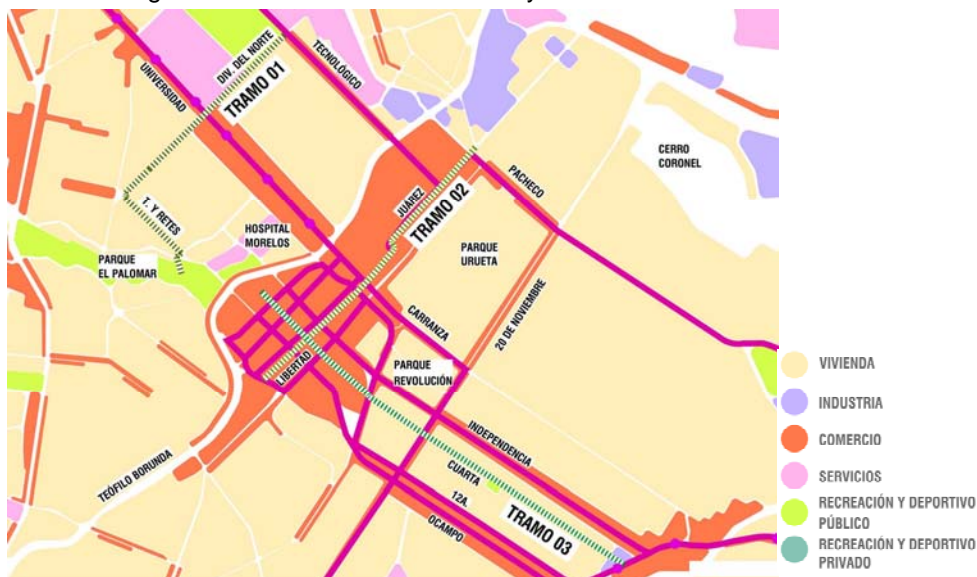 DIV. DEL NORTE
TECNOLÓGICO
UNIVERSIDAD
TRAMO 01
CERRO
CORONEL
PACHECO
JUÁREZ
TRAMO 02
T. Y RETES
HOSPITAL
MORELOS
PARQUE
URUETA
PARQUE
EL PALOMAR
CARRANZA
20 DE NOVIEMBRE
LIBERTAD
PARQUE
REVOLUCIÓN
INDEPENDENCIA
TEÓFILO BORUNDA
CUARTA
12A.
OCAMPO
TRAMO 03
VIVIENDA
INDUSTRIA
COMERCIO
SERVICIOS
RECREACIÓN Y DEPORTIVO
PÚBLICO
RECREACIÓN Y DEPORTIVO
PRIVADO